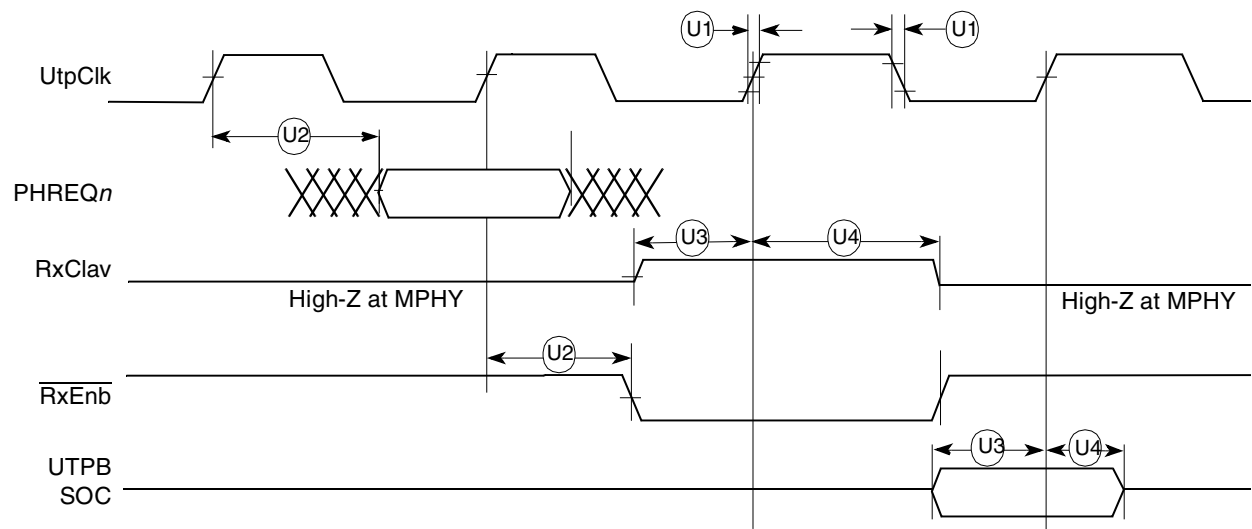 U1
U1
UtpClk
U2
PHREQn
U3
U4
RxClav
High-Z at MPHY
High-Z at MPHY
U2
RxEnb
U3
U4
UTPB
SOC